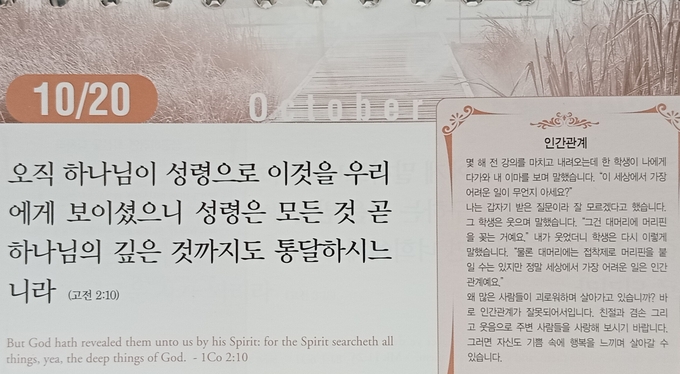 10/20
October
오직 하나님이 성령으로 이것을 우리
에게 보이셨으니 성령은 모든 것 곧
하나님의 깊은 것까지도 통달하시느
니라 (고전 2:10)
But God hath revealed them unto us by his Spirit: for the Spirit searcheth all
things, yea, the deep things of God. - 1Co 2:10
인간관계
몇 해 전 강의를 마치고 내려오는데 한 학생이 나에게
다가와 내 이마를 보며 말했습니다. "이 세상에서 가장
어려운 일이 무언지 아세요?"
나는 갑자기 받은 질문이라 잘 모르겠다고 했습니다.
그 학생은 웃으며 말했습니다. "그건 대머리에 머리핀
을 꽂는 거예요." 내가 웃었더니 학생은 다시 이렇게
말했습니다. "물론 대머리에는 접착제로 머리핀을 붙
일 수는 있지만 정말 세상에서 가장 어려운 일은 인간
관계예요."
왜 많은 사람들이 괴로워하며 살아가고 있습니까? 바
로 인간관계가 잘못되어서입니다. 친절과 겸손 그리
고 웃음으로 주변 사람들을 사랑해 보시기 바랍니다.
그러면 자신도 기쁨 속에 행복을 느끼며 살아갈 수
있습니다.